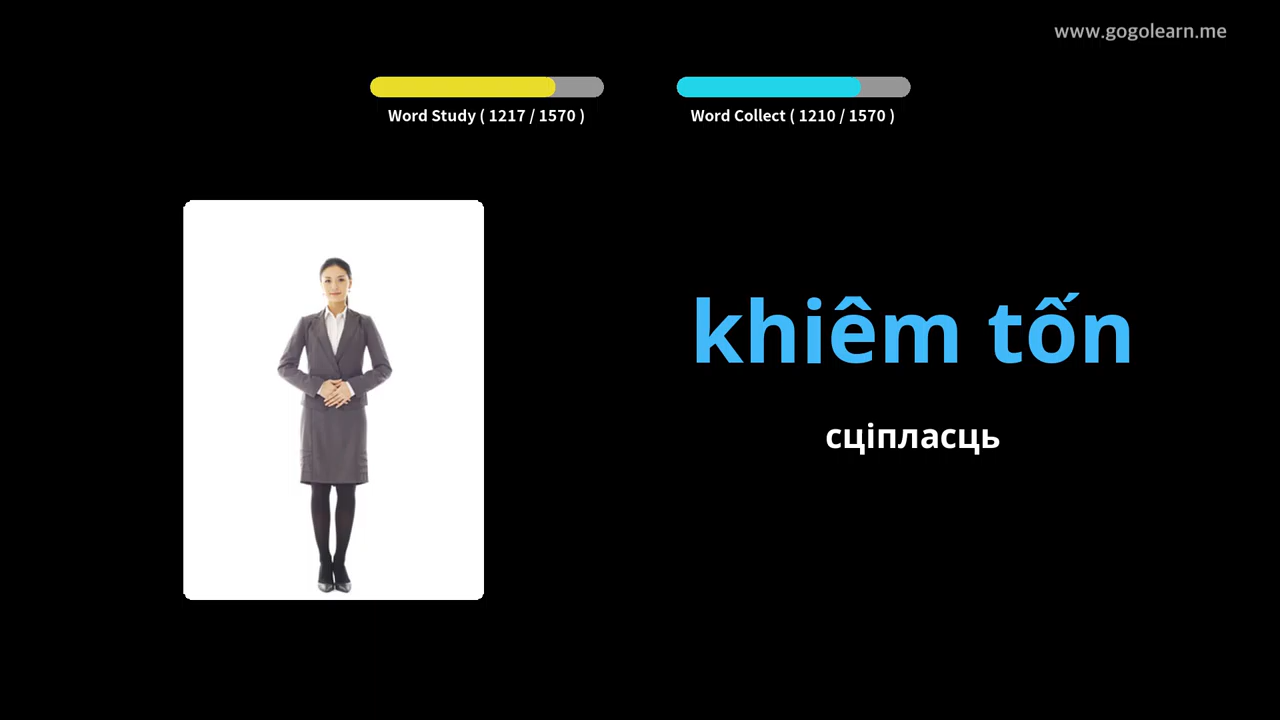 www.gogolearn.me
Word Study ( 1217 / 1570 )
Word Collect ( 1210 / 1570 )
khiêm tốn
сціпласць